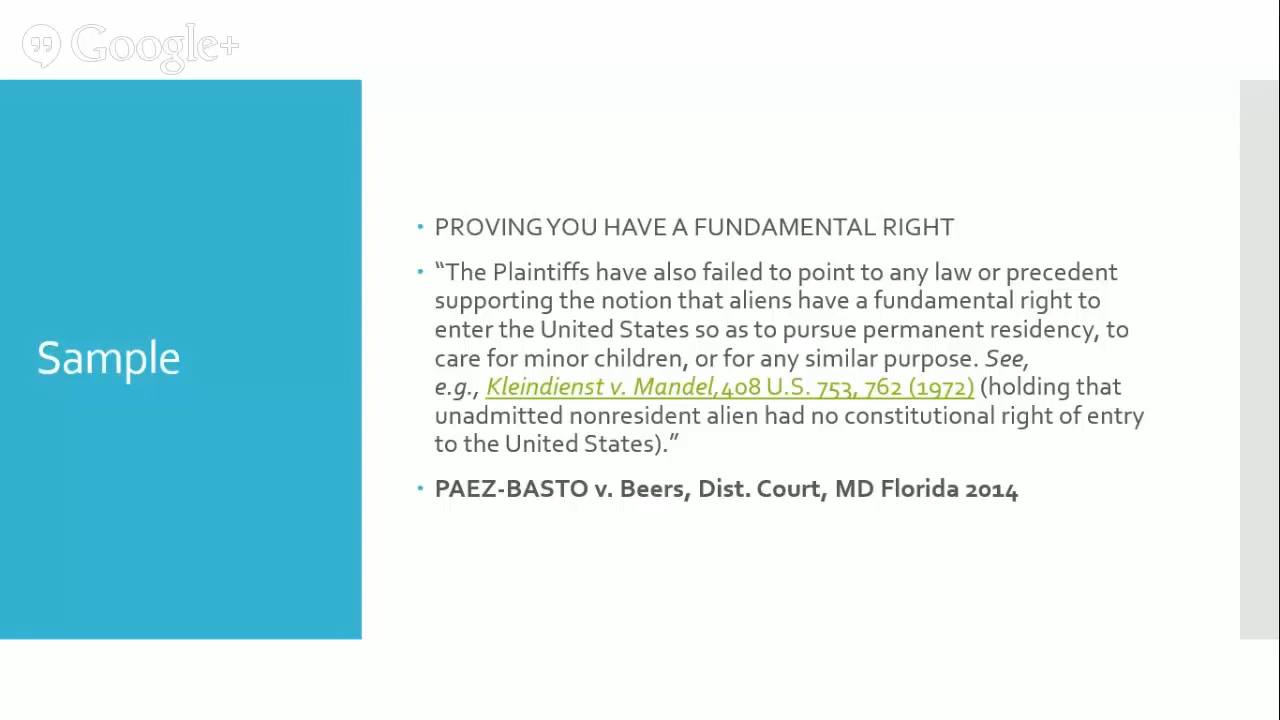 Google+
Sample
• PROVING YOU HAVE A FUNDAMENTAL RIGHT
• “The Plaintiffs have also failed to point to any law or precedent
supporting the notion that aliens have a fundamental right to
enter the United States so as to pursue permanent residency, to
care for minor children, or for any similar purpose. See,
e.g., Kleindienst v. Mandel,408 U.S. 753, 762 (1972) (holding that
unadmitted nonresident alien had no constitutional right of entry
to the United States).”
• PAEZ-BASTO v. Beers, Dist. Court, MD Florida 2014